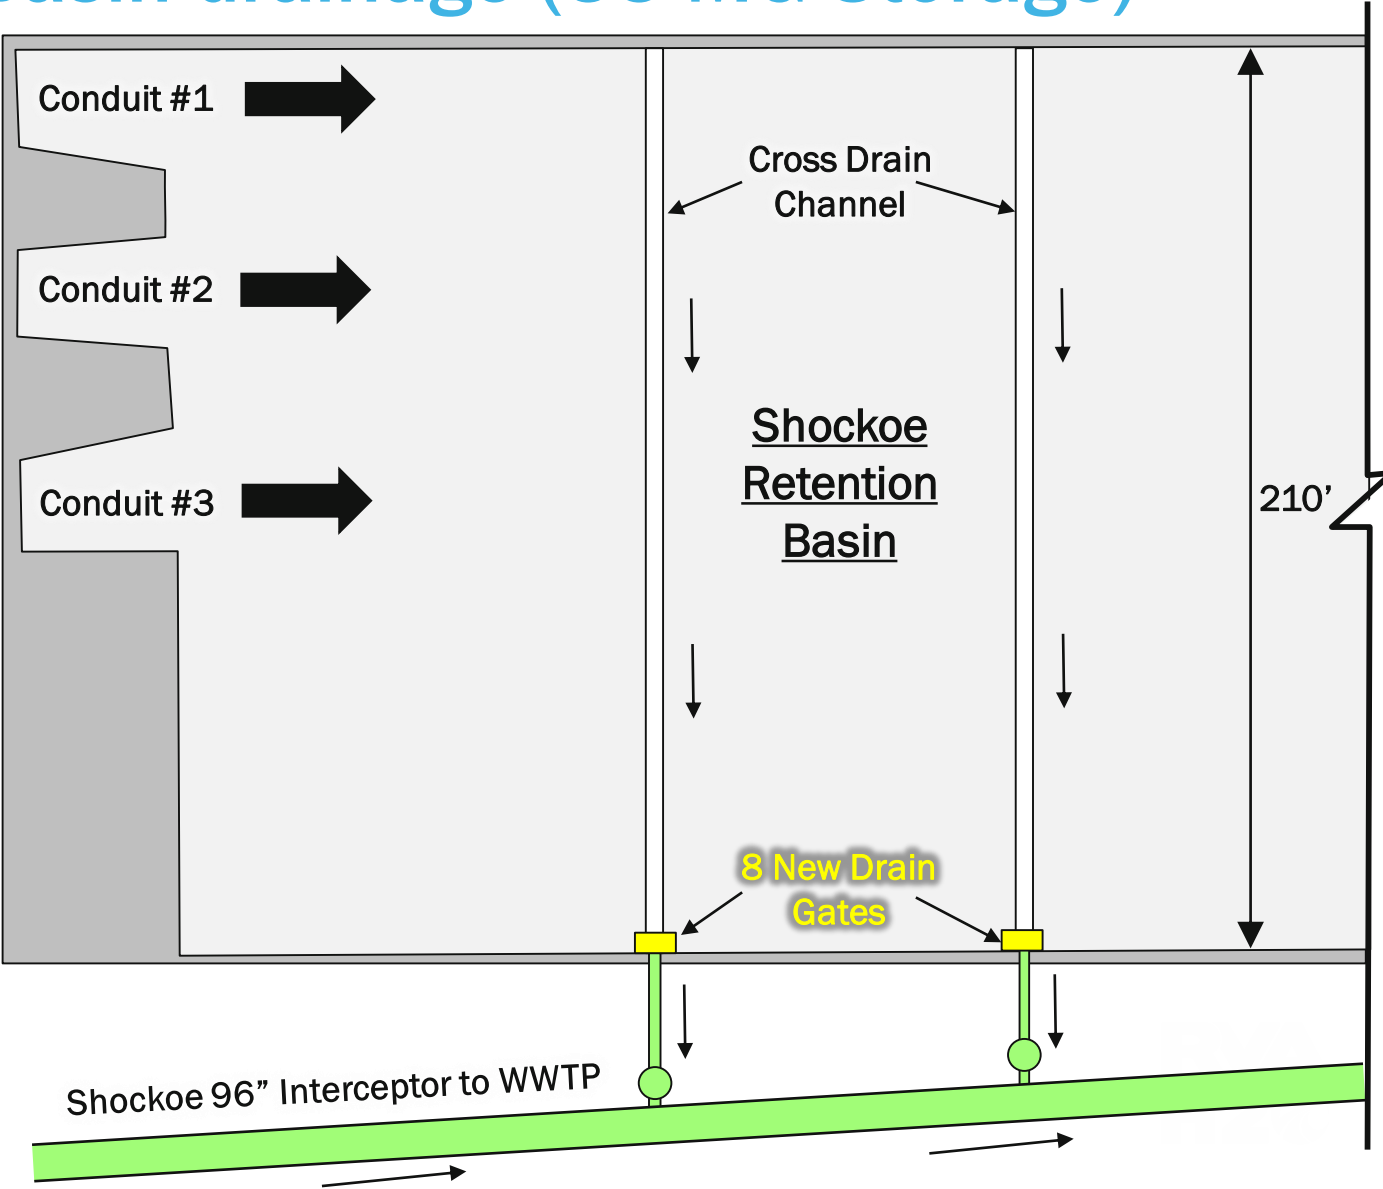 Conduit #1
Cross Drain
Channel
Conduit #2
Shockoe
Retention
Basin
210’
Conduit #3
8 New Drain
Gates
Shockoe 96” Interceptor to WWTP